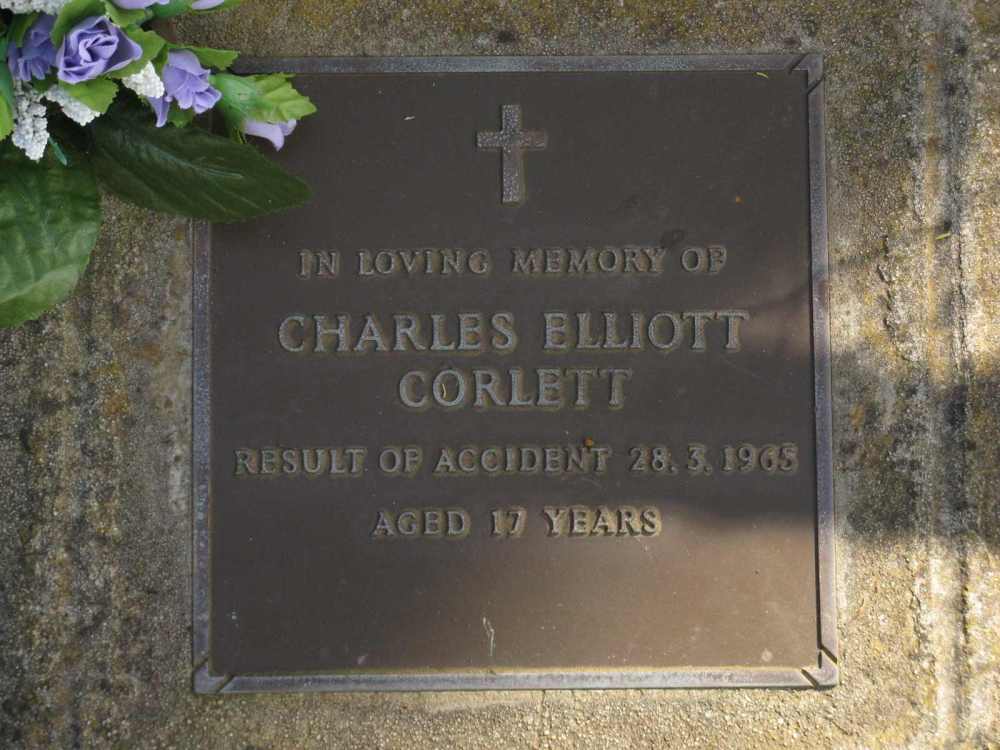 IN LOVING MEMORY OF
CHARLES ELLIOTT
CORLETT
RESULT OF ACCIDENT 28.3.1965
AGED 17 YEARS